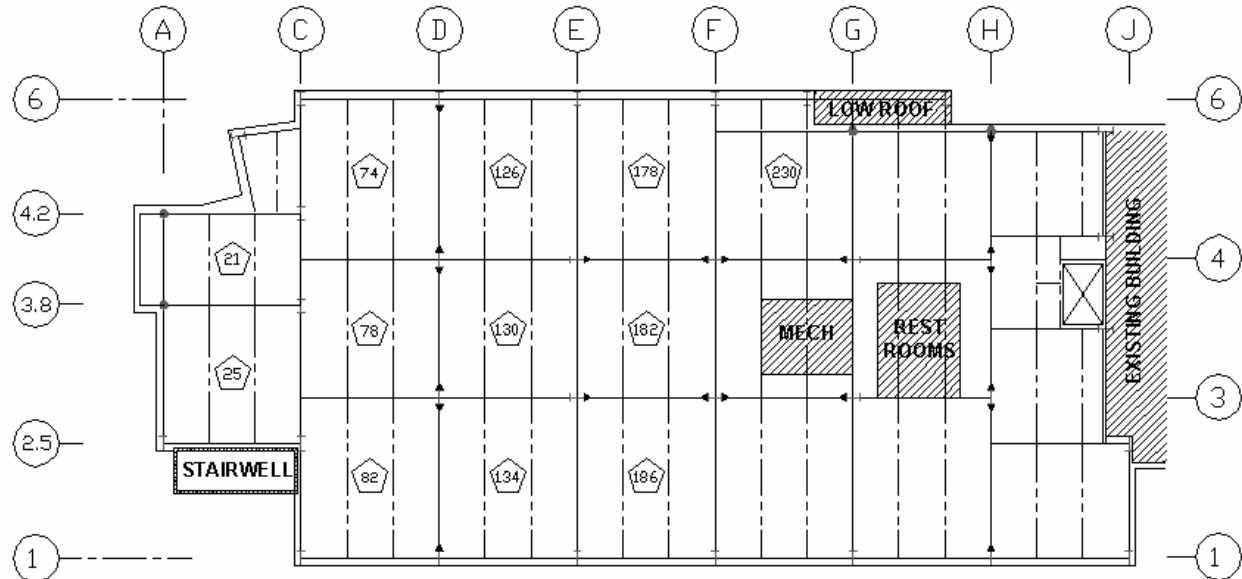 A C D E F G H J
6 6
LOW ROOF
74 126 178 230
4.2
21 4
3.8
78 130 182 MECH REST
ROOMS
EXISTING BUILDING
25
3
2.5
STAIRWELL
82 134 186
1 1